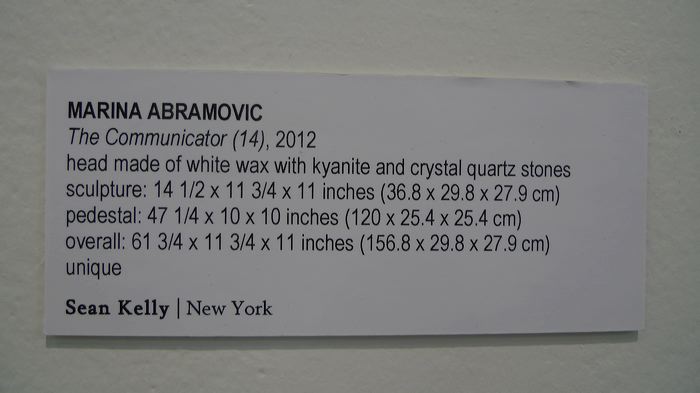 MARINA ABRAMOVIC
The Communicator (14), 2012
head made of white wax with kyanite and crystal quartz stones
sculpture: 14 1/2 x 11 3/4 x 11 inches (36.8 x 29.8 x 27.9 cm)
pedestal: 47 1/4 x 10 x 10 inches (120 x 25.4 x 25.4 cm)
overall: 61 3/4 x 11 3/4 x 11 inches (156.8 x 29.8 x 27.9 cm)
unique
Sean Kelly | New York